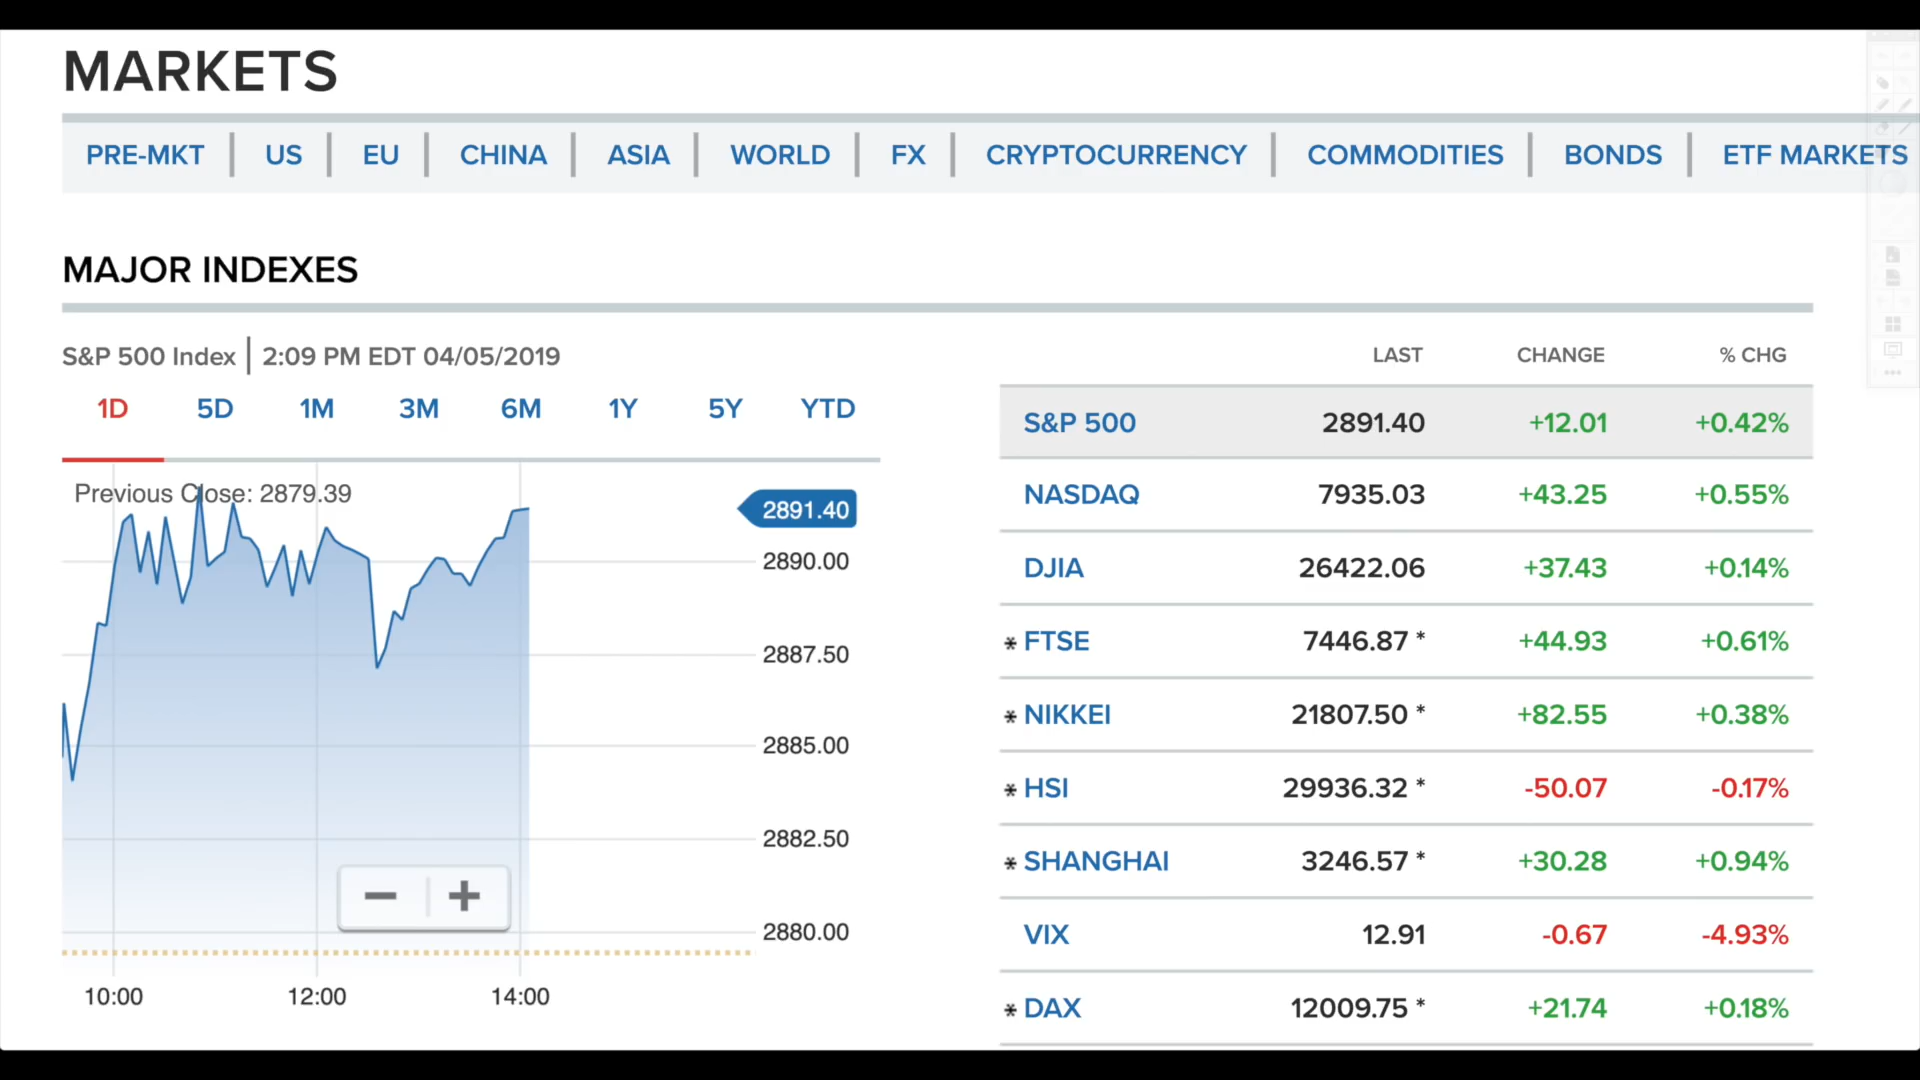 MARKETS
PRE-MKT | US | EU | CHINA | ASIA | WORLD | FX | CRYPTOCURRENCY | COMMODITIES | BONDS | ETF MARKETS
MAJOR INDEXES
S&P 500 Index | 2:09 PM EDT 04/05/2019
1D 5D 1M 3M 6M 1Y 5Y YTD
Previous Close: 2879.39
2891.40
2890.00
2887.50
2885.00
2882.50
2880.00
10:00 12:00 14:00
LAST CHANGE % CHG
S&P 500 2891.40 +12.01 +0.42%
NASDAQ 7935.03 +43.25 +0.55%
DJIA 26422.06 +37.43 +0.14%
* FTSE 7446.87 * +44.93 +0.61%
* NIKKEI 21807.50 * +82.55 +0.38%
* HSI 29936.32 * -50.07 -0.17%
* SHANGHAI 3246.57 * +30.28 +0.94%
VIX 12.91 -0.67 -4.93%
* DAX 12009.75 * +21.74 +0.18%